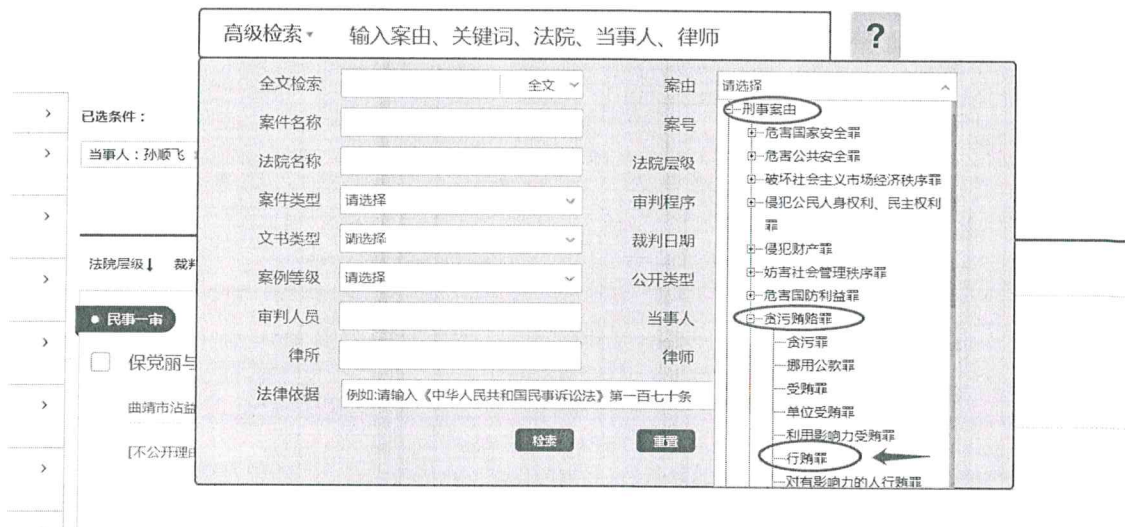 高级检索 输入案由、关键词、法院、当事人、律师 ?
全文检索 全文 案由 请选择
已选条件：
案件名称 案号
当事人：孙顺飞
法院名称 法院层级
案件类型 请选择 审判程序
文书类型 请选择 裁判日期
法院层级↓ 裁判
案例等级 请选择 公开类型
民事一审
审判人员 当事人
律所 律师
保党丽与
法律依据 例如:请输入《中华人民共和国民事诉讼法》第一百七十条
曲靖市沾益
检索 重置
[不公开理由
刑事案由
危害国家安全罪
危害公共安全罪
破坏社会主义市场经济秩序罪
侵犯公民人身权利、民主权利
罪
侵犯财产罪
妨害社会管理秩序罪
危害国防利益罪
贪污贿赂罪
贪污罪
挪用公款罪
受贿罪
单位受贿罪
利用影响力受贿罪
行贿罪
对有影响力的人行贿罪